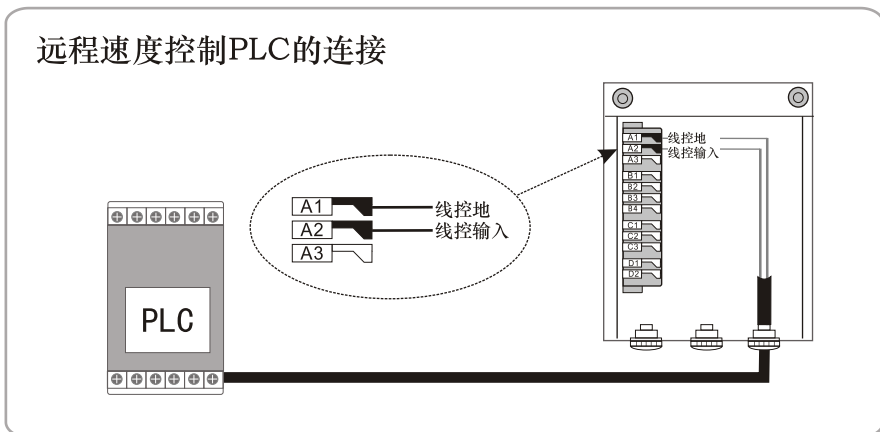 远程速度控制PLC的连接
A1 线控地
A2 线控输入
A3
PLC
A1 线控地
A2 线控输入
A3
B1
B2
B3
B4
C1
C2
C3
D1
D2